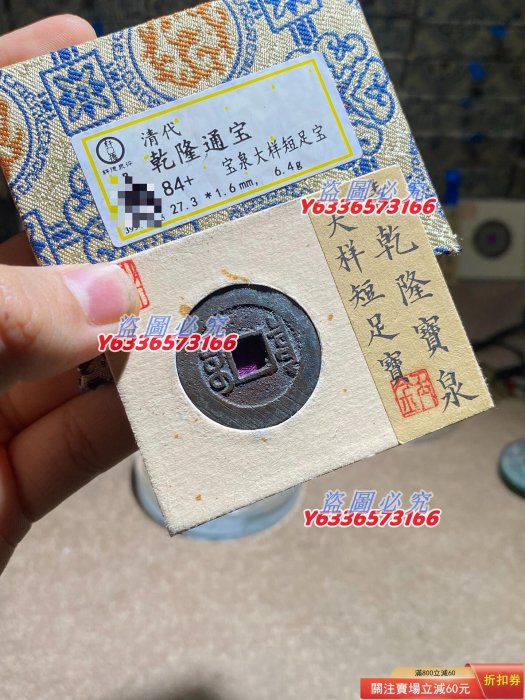 清代
乾隆通宝
宝泉大样短足宝
84+
27.3 *1.6mm, 6.4g
盗圖必究
Y6336573166
乾隆寶泉
大样短足寶
盗圖必究
Y6336573166
盗圖必究
Y6336573166
滿800立減60
關注賣場立減60元
折扣券